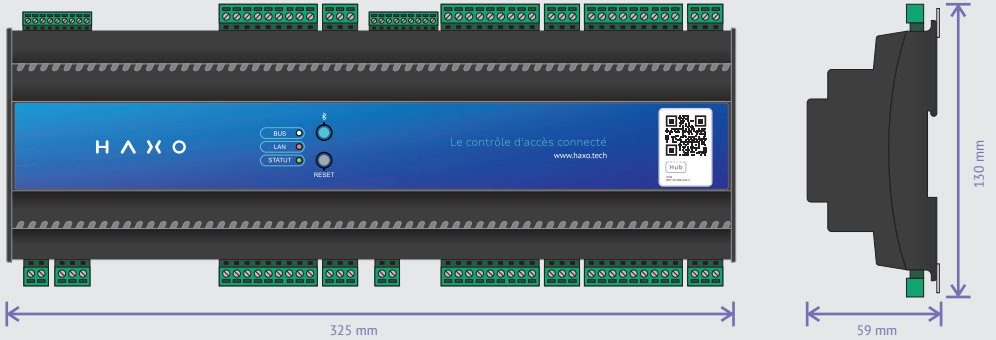 HAXO
BUS
LAN
STATUT
RESET
Le contrôle d'accès connecté
www.haxo.tech
Hub
325 mm
59 mm
130 mm